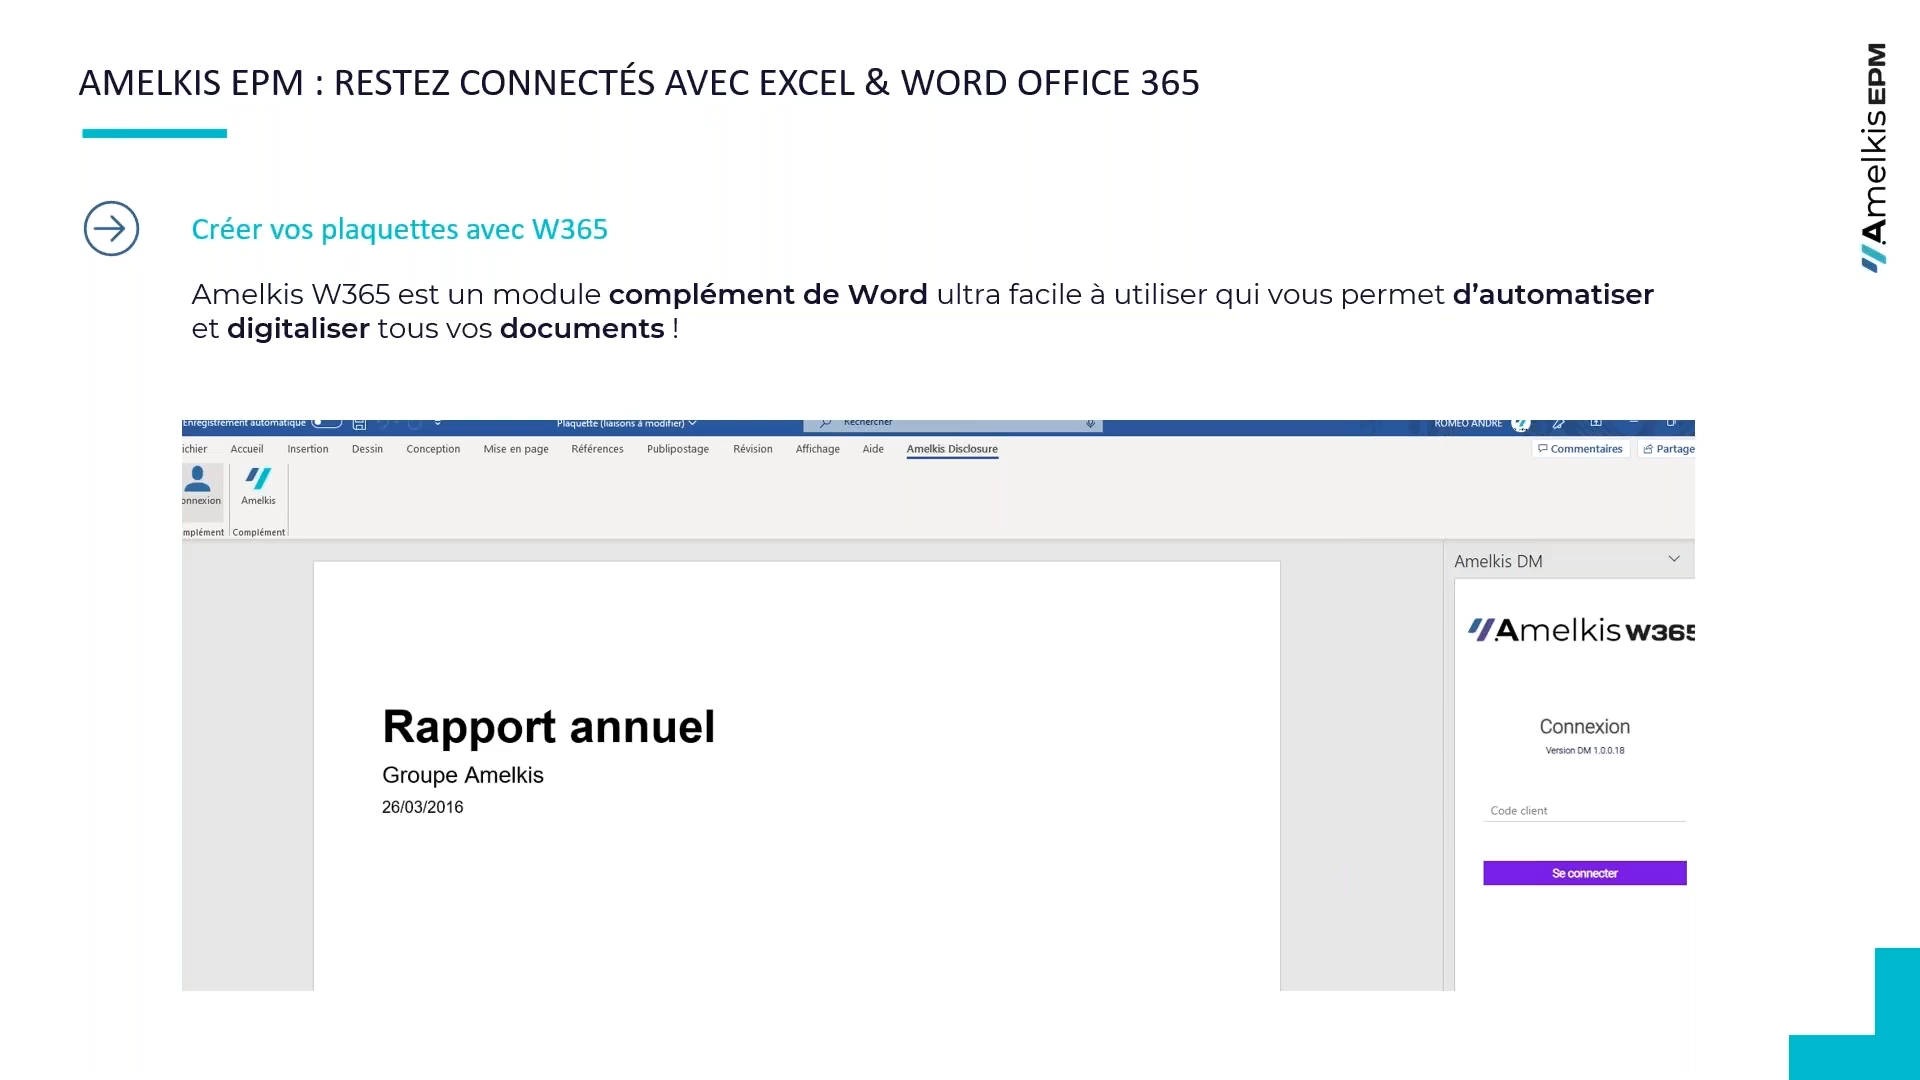 AMELKIS EPM : RESTEZ CONNECTÉS AVEC EXCEL & WORD OFFICE 365
Amelkis EPM
Créer vos plaquettes avec W365
Amelkis W365 est un module complément de Word ultra facile à utiliser qui vous permet d’automatiser
et digitaliser tous vos documents !
Enregistrement automatique Plaquette (liaisons à modifier) Rechercher ROMEO ANDRE
ichier Accueil Insertion Dessin Conception Mise en page Références Publipostage Révision Affichage Aide Amelkis Disclosure Commentaires Partage
onnexion Amelkis
mplément Complément
Amelkis DM
Amelkis W365
Rapport annuel
Groupe Amelkis
26/03/2016
Connexion
Version DM 1.0.0.18
Code client
Se connecter